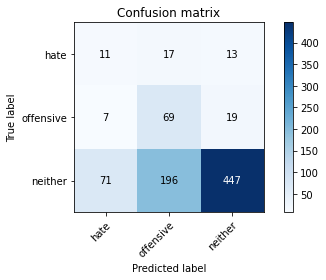 Confusion matrix
True label
hate 11 17 13
offensive 7 69 19
neither 71 196 447
hate offensive neither
Predicted label
400
350
300
250
200
150
100
50